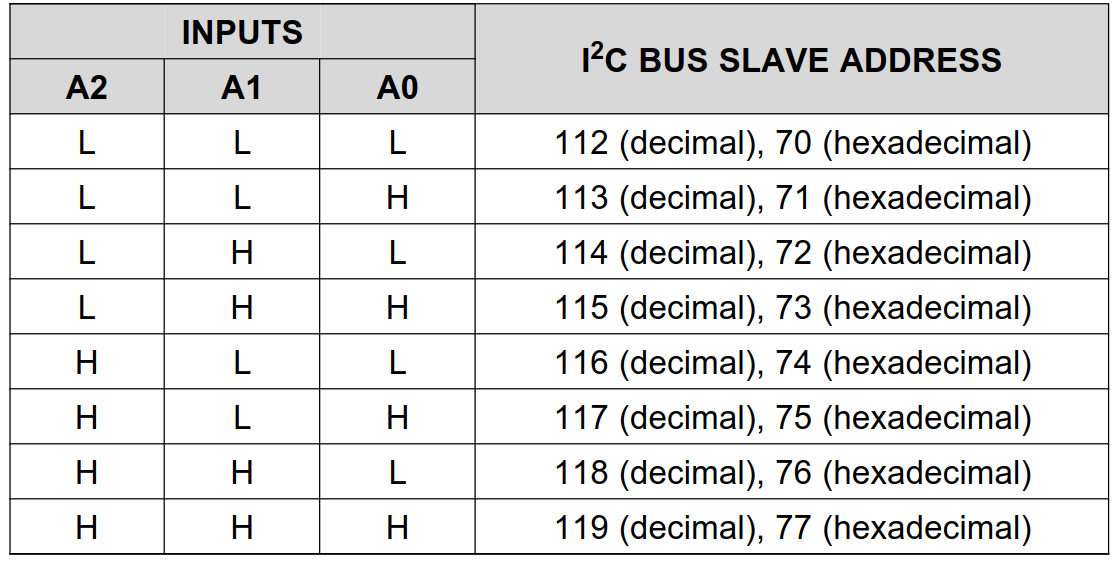 INPUTS
I²C BUS SLAVE ADDRESS
A2 A1 A0
L L L 112 (decimal), 70 (hexadecimal)
L L H 113 (decimal), 71 (hexadecimal)
L H L 114 (decimal), 72 (hexadecimal)
L H H 115 (decimal), 73 (hexadecimal)
H L L 116 (decimal), 74 (hexadecimal)
H L H 117 (decimal), 75 (hexadecimal)
H H L 118 (decimal), 76 (hexadecimal)
H H H 119 (decimal), 77 (hexadecimal)